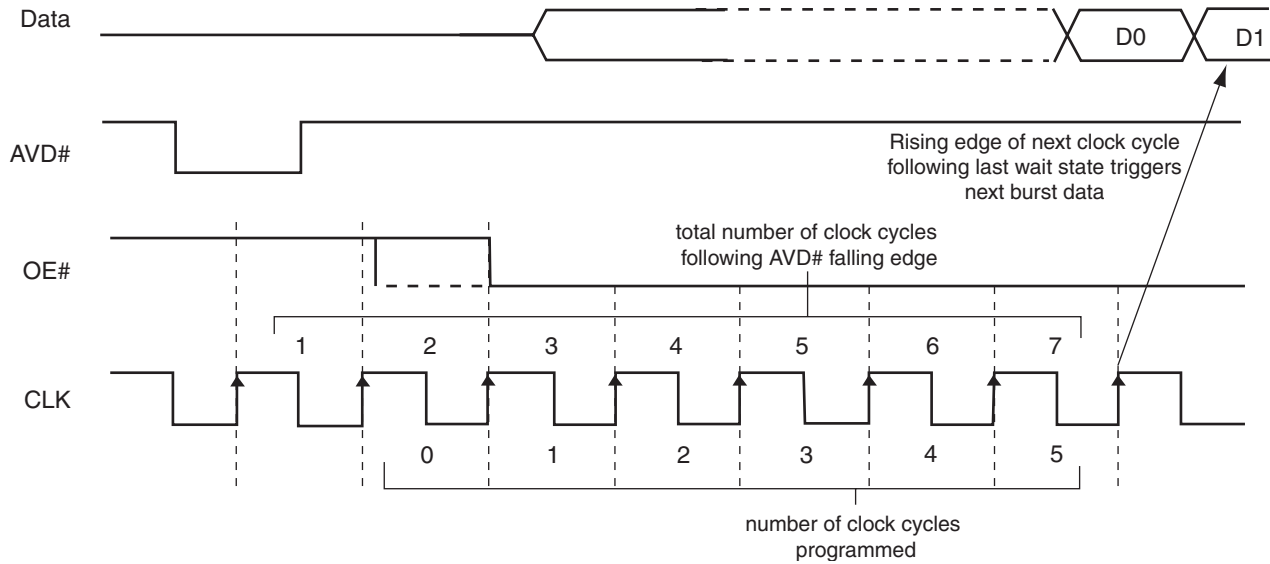 Data
D0
D1
AVD#
Rising edge of next clock cycle
following last wait state triggers
next burst data
total number of clock cycles
following AVD# falling edge
OE#
1 2 3 4 5 6 7
CLK
0 1 2 3 4 5
number of clock cycles
programmed